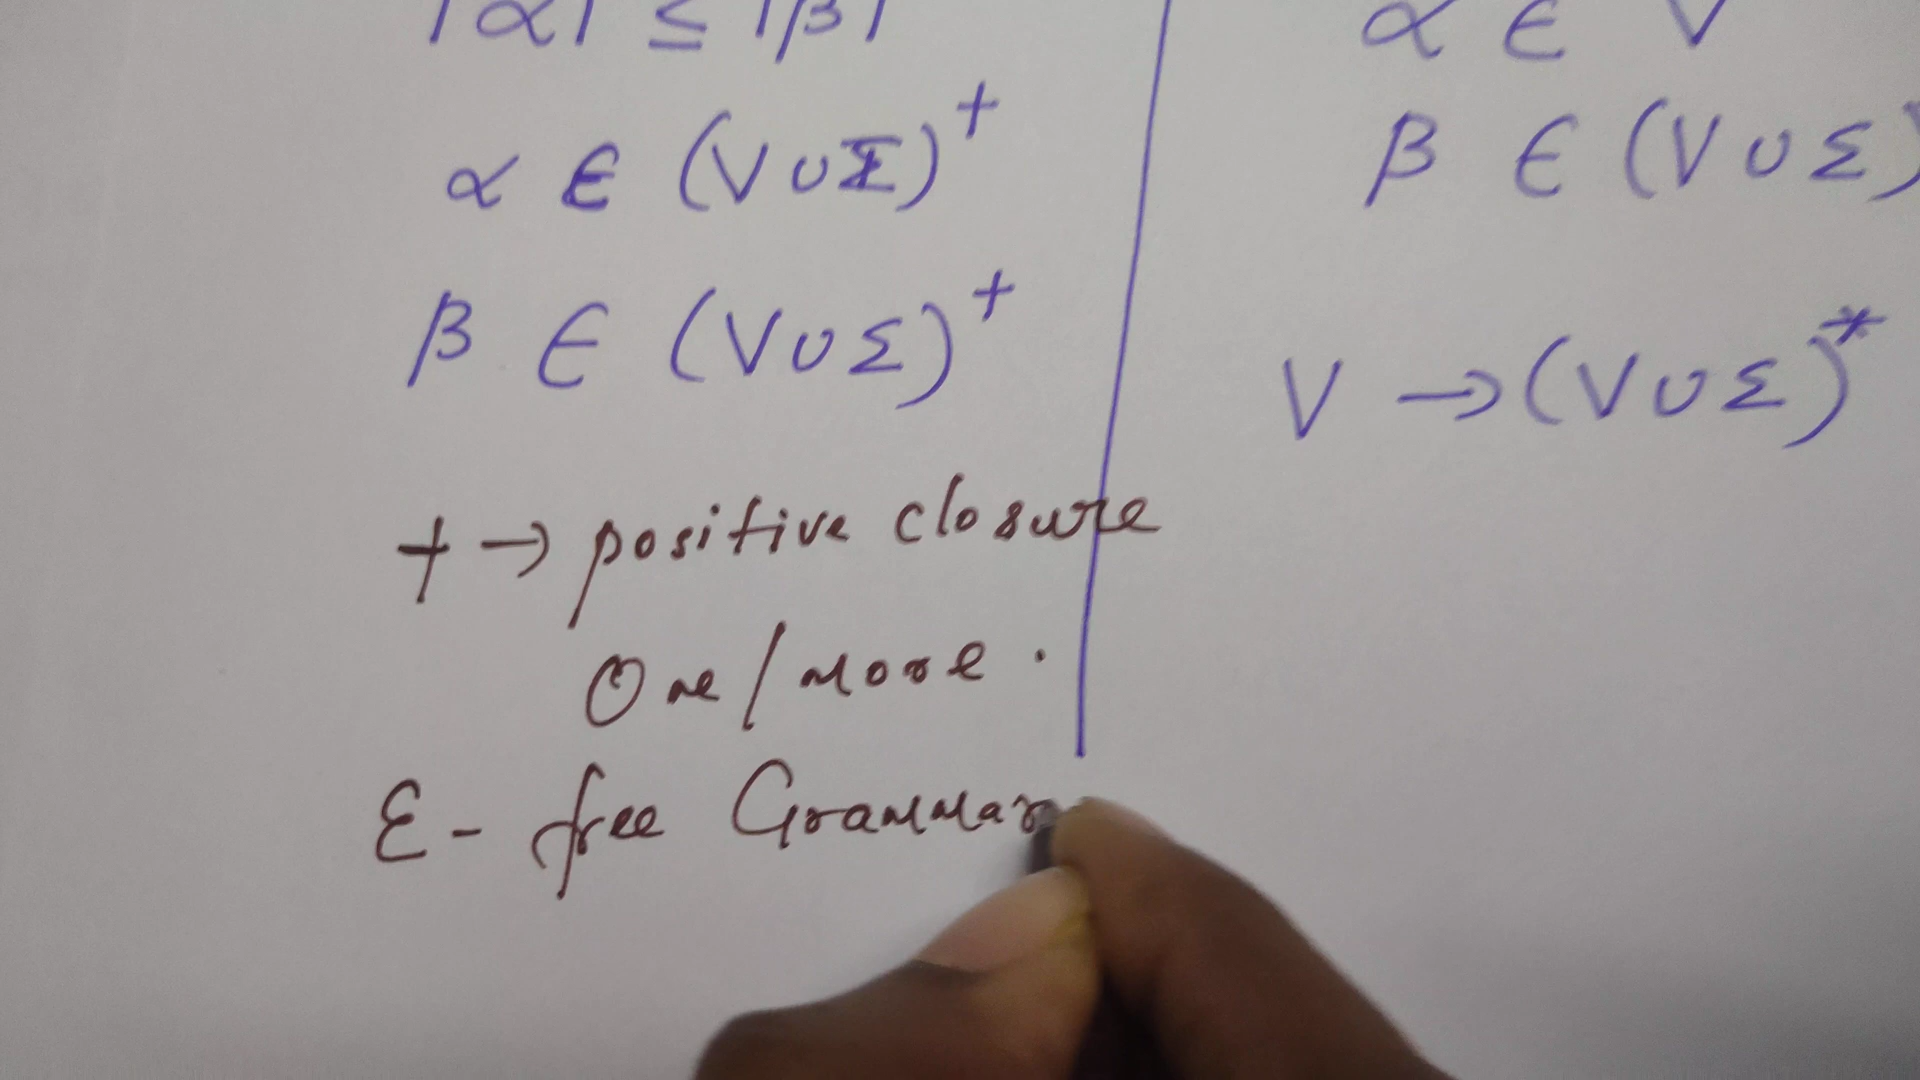 |α| ≤ |β|
α ∈ (V ∪ Σ)⁺
β ∈ (V ∪ Σ)⁺
+ → positive closure
One/more.
ε - free Grammar
α ∈ V
β ∈ (V ∪ Σ)
V → (V ∪ Σ)*